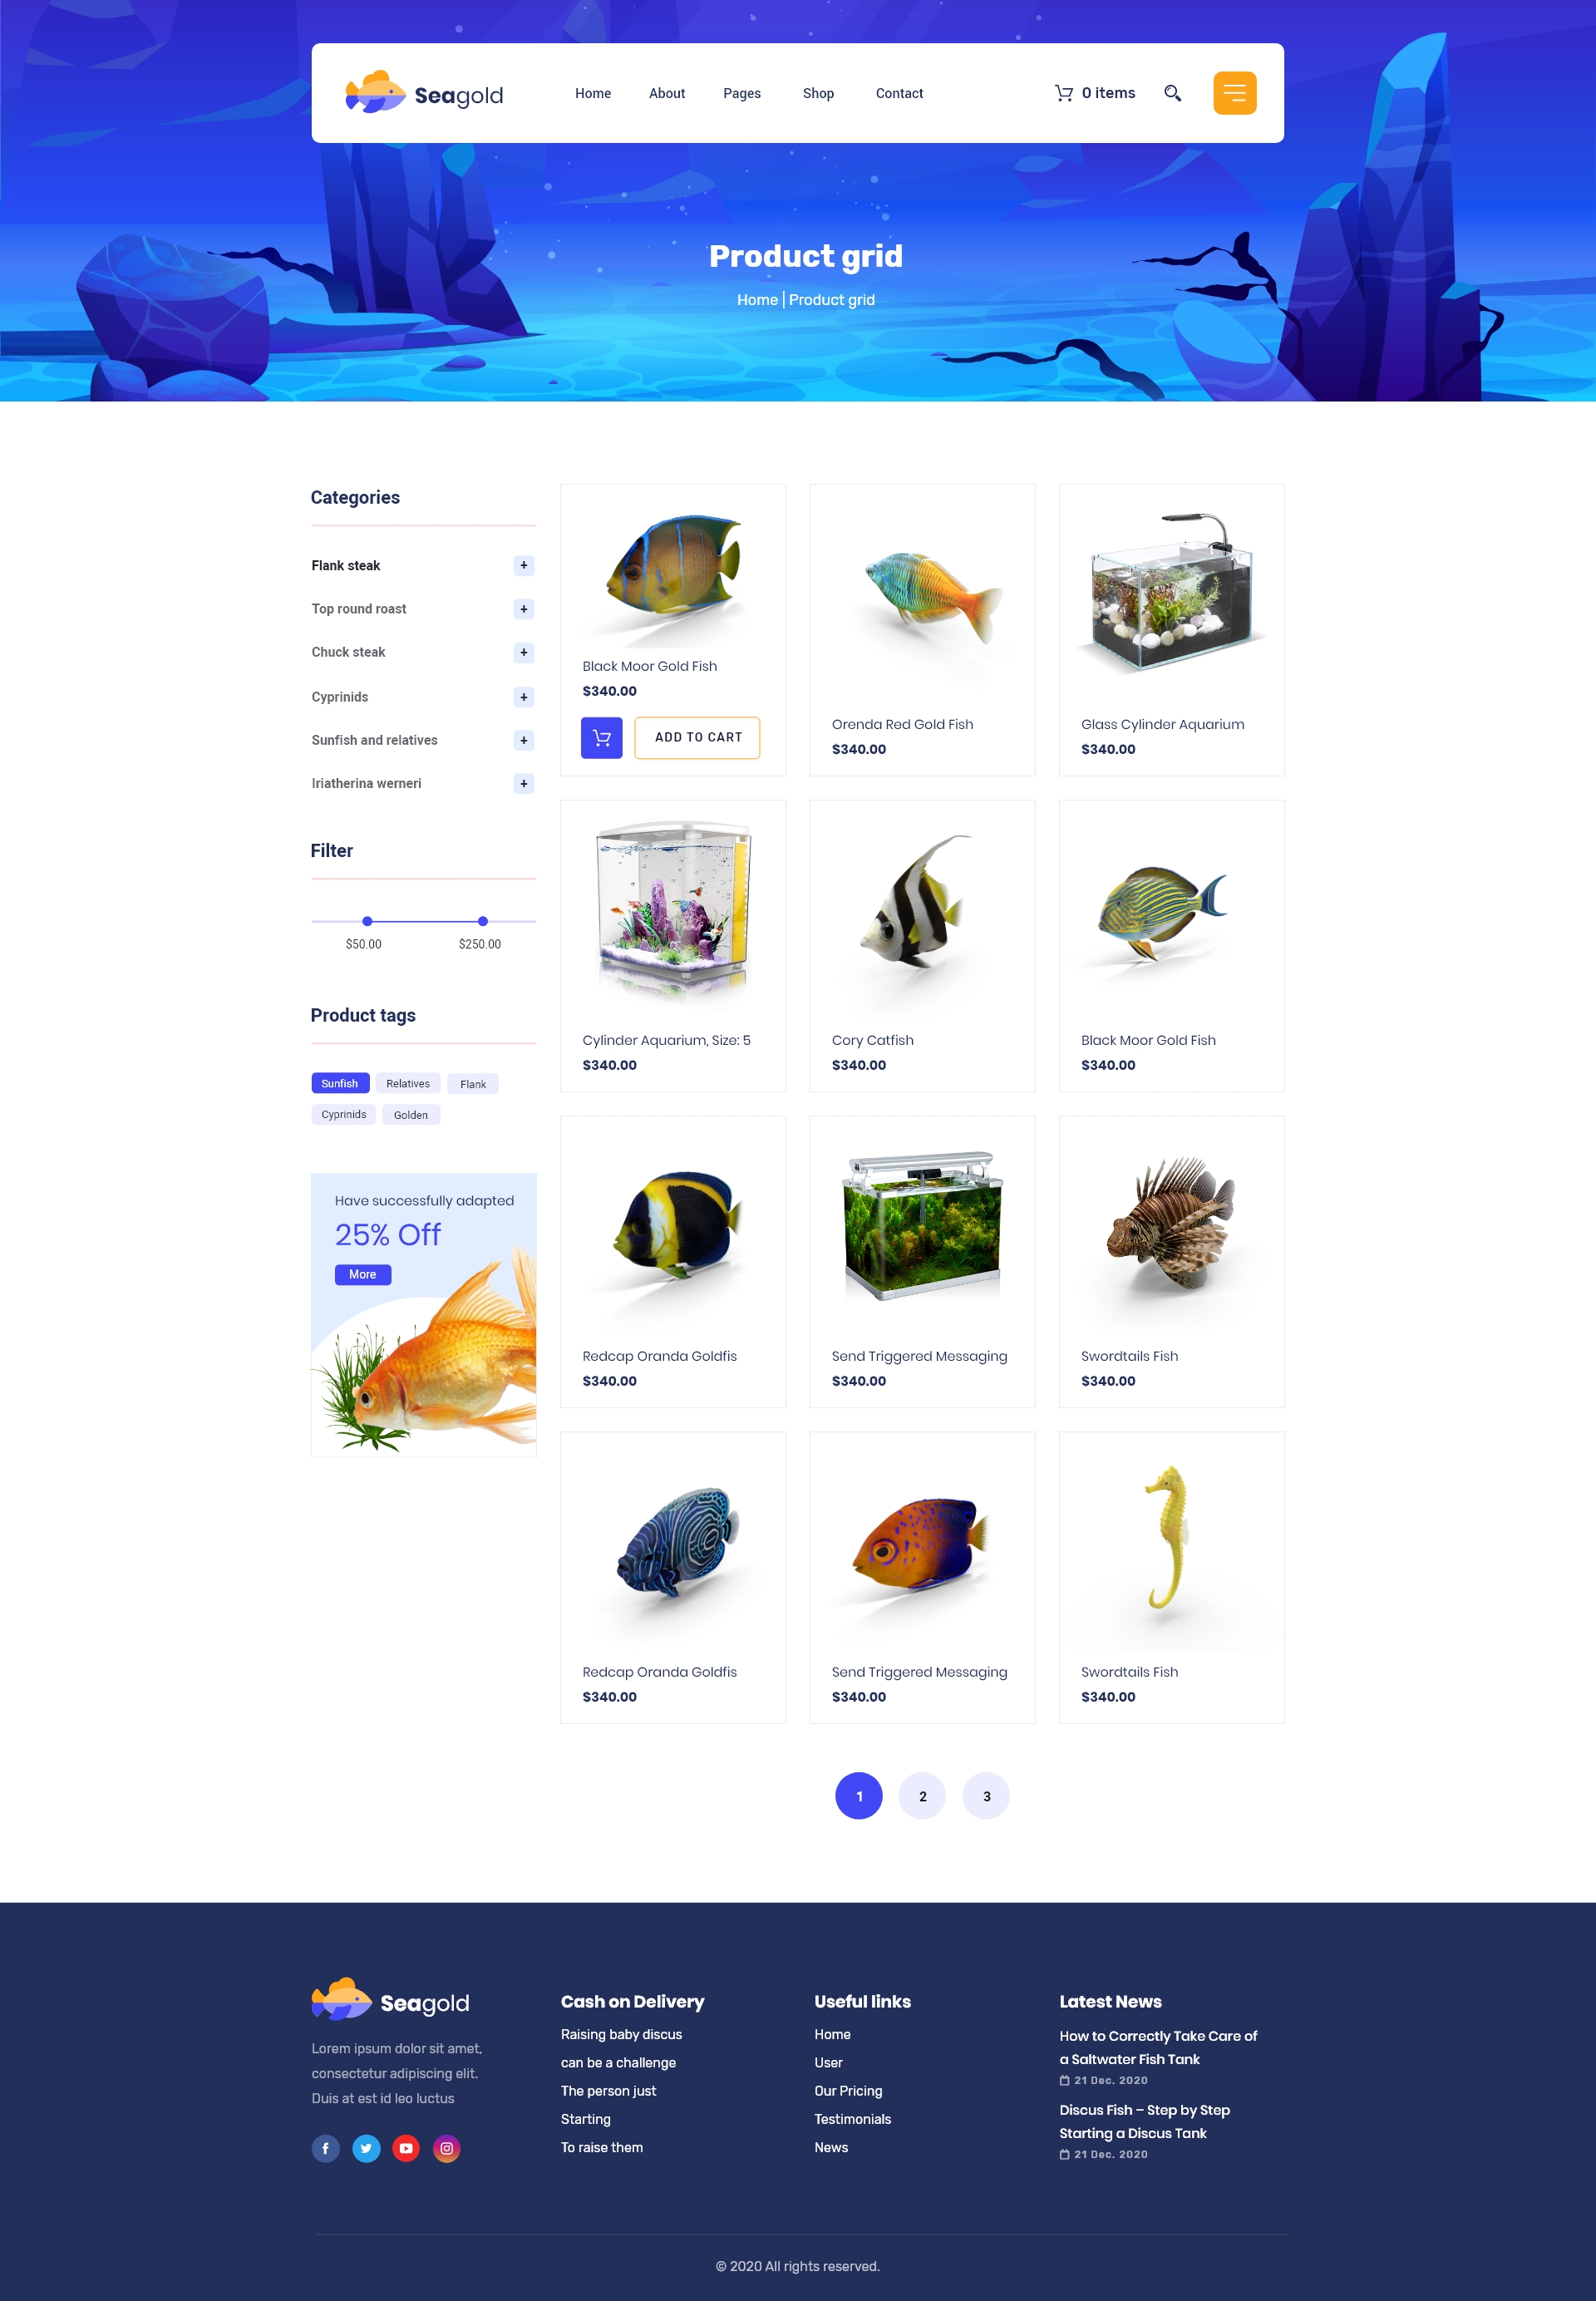 Seagold
Home About Pages Shop Contact
0 items
Product grid
Home | Product grid
Categories
Flank steak +
Top round roast +
Chuck steak +
Cyprinids +
Sunfish and relatives +
Iriatherina werneri +
Filter
$50.00 $250.00
Product tags
Sunfish Relatives Flank
Cyprinids Golden
Have successfully adapted
25% Off
More
Black Moor Gold Fish
$340.00
ADD TO CART
Orenda Red Gold Fish
$340.00
Glass Cylinder Aquarium
$340.00
Cylinder Aquarium, Size: 5
$340.00
Cory Catfish
$340.00
Black Moor Gold Fish
$340.00
Redcap Oranda Goldfis
$340.00
Send Triggered Messaging
$340.00
Swordtails Fish
$340.00
Redcap Oranda Goldfis
$340.00
Send Triggered Messaging
$340.00
Swordtails Fish
$340.00
1 2 3
Seagold
Lorem ipsum dolor sit amet,
consectetur adipiscing elit.
Duis at est id leo luctus
Cash on Delivery
Raising baby discus
can be a challenge
The person just
Starting
To raise them
Useful links
Home
User
Our Pricing
Testimonials
News
Latest News
How to Correctly Take Care of
a Saltwater Fish Tank
21 Dec. 2020
Discus Fish – Step by Step
Starting a Discus Tank
21 Dec. 2020
© 2020 All rights reserved.